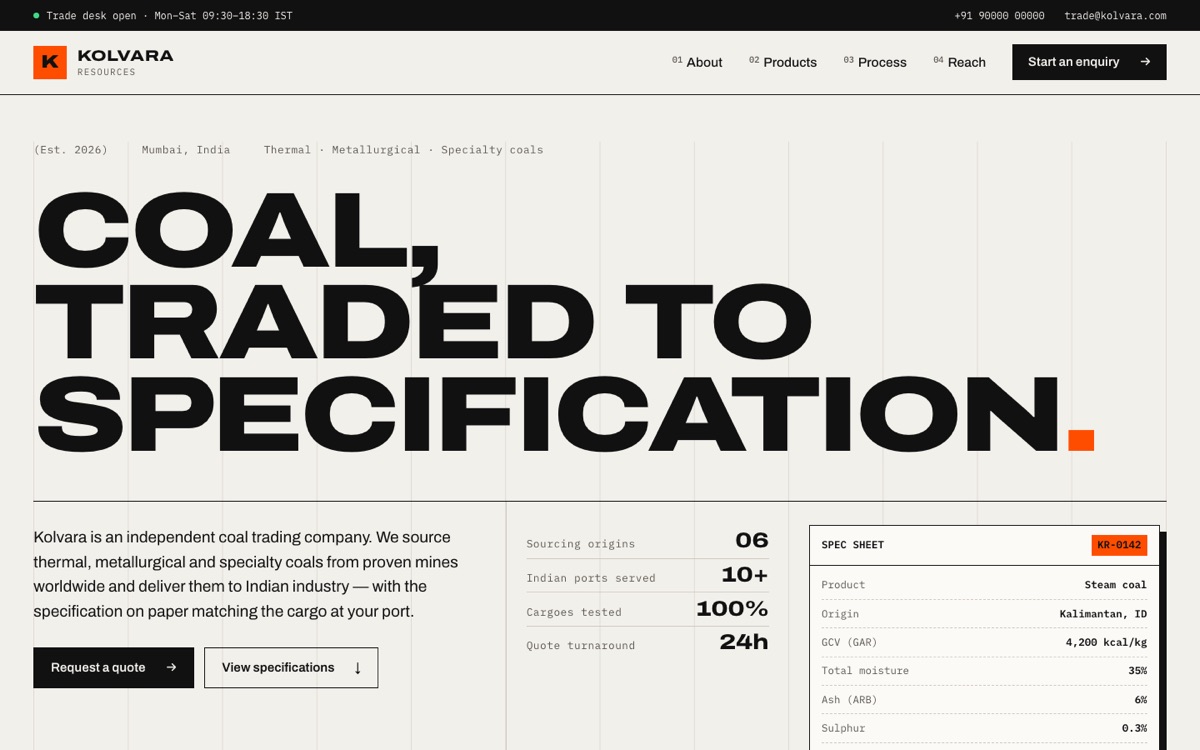 Trade desk open · Mon–Sat 09:30–18:30 IST
+91 90000 00000 trade@kolvara.com
K KOLVARA
RESOURCES
01 About 02 Products 03 Process 04 Reach Start an enquiry →
(Est. 2026) Mumbai, India Thermal · Metallurgical · Specialty coals
COAL,
TRADED TO
SPECIFICATION.
Kolvara is an independent coal trading company. We source
thermal, metallurgical and specialty coals from proven mines
worldwide and deliver them to Indian industry — with the
specification on paper matching the cargo at your port.
Request a quote → View specifications ↓
Sourcing origins 06
Indian ports served 10+
Cargoes tested 100%
Quote turnaround 24h
SPEC SHEET KR-0142
Product Steam coal
Origin Kalimantan, ID
GCV (GAR) 4,200 kcal/kg
Total moisture 35%
Ash (ARB) 6%
Sulphur 0.3%